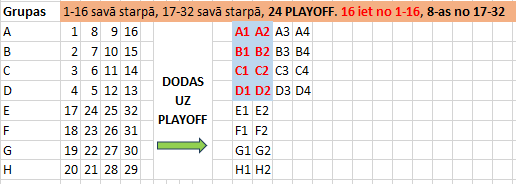 Grupas 1-16 savā starpā, 17-32 savā starpā, 24 PLAYOFF. 16 iet no 1-16, 8-as no 17-32
A 1 8 9 16 A1 A2 A3 A4
B 2 7 10 15 B1 B2 B3 B4
C 3 6 11 14 C1 C2 C3 C4
D 4 5 12 13 DODAS D1 D2 D3 D4
E 17 24 25 32 UZ E1 E2
F 18 23 26 31 PLAYOFF F1 F2
G 19 22 27 30 G1 G2
H 20 21 28 29 H1 H2